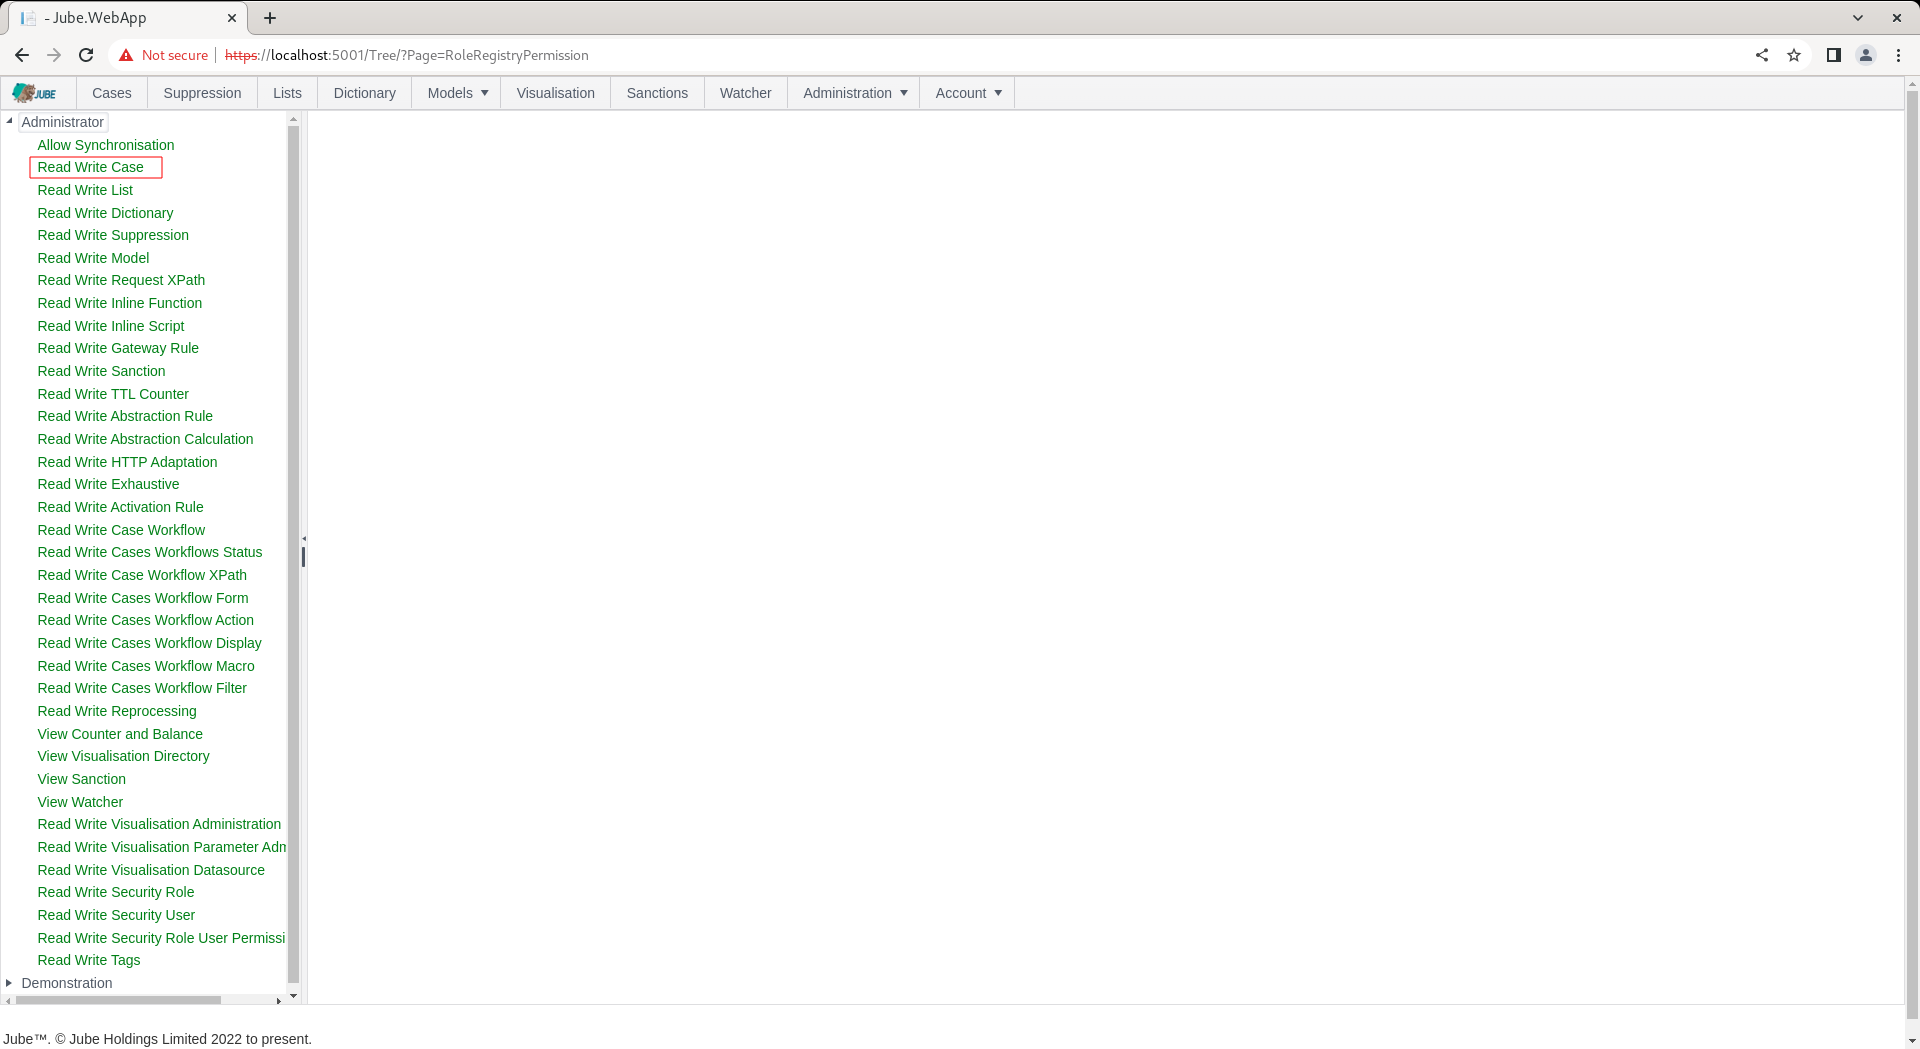 - Jube.WebApp
Not secure https://localhost:5001/Tree/?Page=RoleRegistryPermission
JUBE Cases Suppression Lists Dictionary Models Visualisation Sanctions Watcher Administration Account
Administrator
Allow Synchronisation
Read Write Case
Read Write List
Read Write Dictionary
Read Write Suppression
Read Write Model
Read Write Request XPath
Read Write Inline Function
Read Write Inline Script
Read Write Gateway Rule
Read Write Sanction
Read Write TTL Counter
Read Write Abstraction Rule
Read Write Abstraction Calculation
Read Write HTTP Adaptation
Read Write Exhaustive
Read Write Activation Rule
Read Write Case Workflow
Read Write Cases Workflows Status
Read Write Case Workflow XPath
Read Write Cases Workflow Form
Read Write Cases Workflow Action
Read Write Cases Workflow Display
Read Write Cases Workflow Macro
Read Write Cases Workflow Filter
Read Write Reprocessing
View Counter and Balance
View Visualisation Directory
View Sanction
View Watcher
Read Write Visualisation Administration
Read Write Visualisation Parameter Adm
Read Write Visualisation Datasource
Read Write Security Role
Read Write Security User
Read Write Security Role User Permissi
Read Write Tags
Demonstration
Jube™. © Jube Holdings Limited 2022 to present.